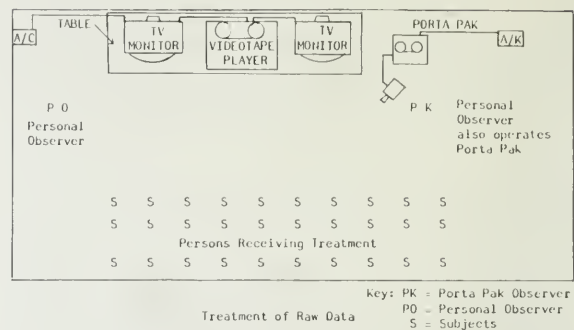 TABLE
A/C
TV
MONITOR
VIDEOTAPE
PLAYER
TV
MONITOR
PORTA PAK
A/K
P O
Personal
Observer
P K
Personal
Observer
also operates
Porta Pak
S S S S S S S S S S
S S S S S S S S S S
Persons Receiving Treatment
S S S S S S S S S S
Key: PK = Porta Pak Observer
PO = Personal Observer
S = Subjects
Treatment of Raw Data